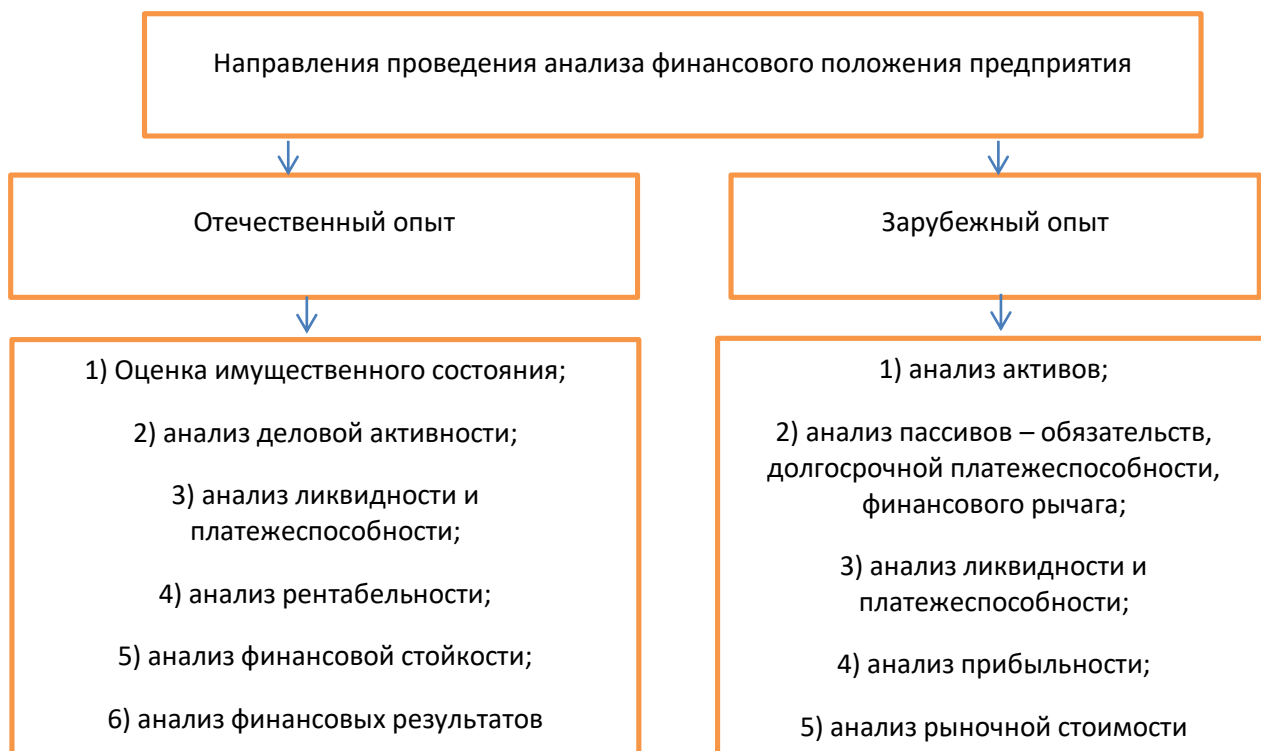 Направления проведения анализа финансового положения предприятия
Отечественный опыт
Зарубежный опыт
1) Оценка имущественного состояния;
2) анализ деловой активности;
3) анализ ликвидности и
платежеспособности;
4) анализ рентабельности;
5) анализ финансовой стойкости;
6) анализ финансовых результатов
1) анализ активов;
2) анализ пассивов – обязательств,
долгосрочной платежеспособности,
финансового рычага;
3) анализ ликвидности и
платежеспособности;
4) анализ прибыльности;
5) анализ рыночной стоимости